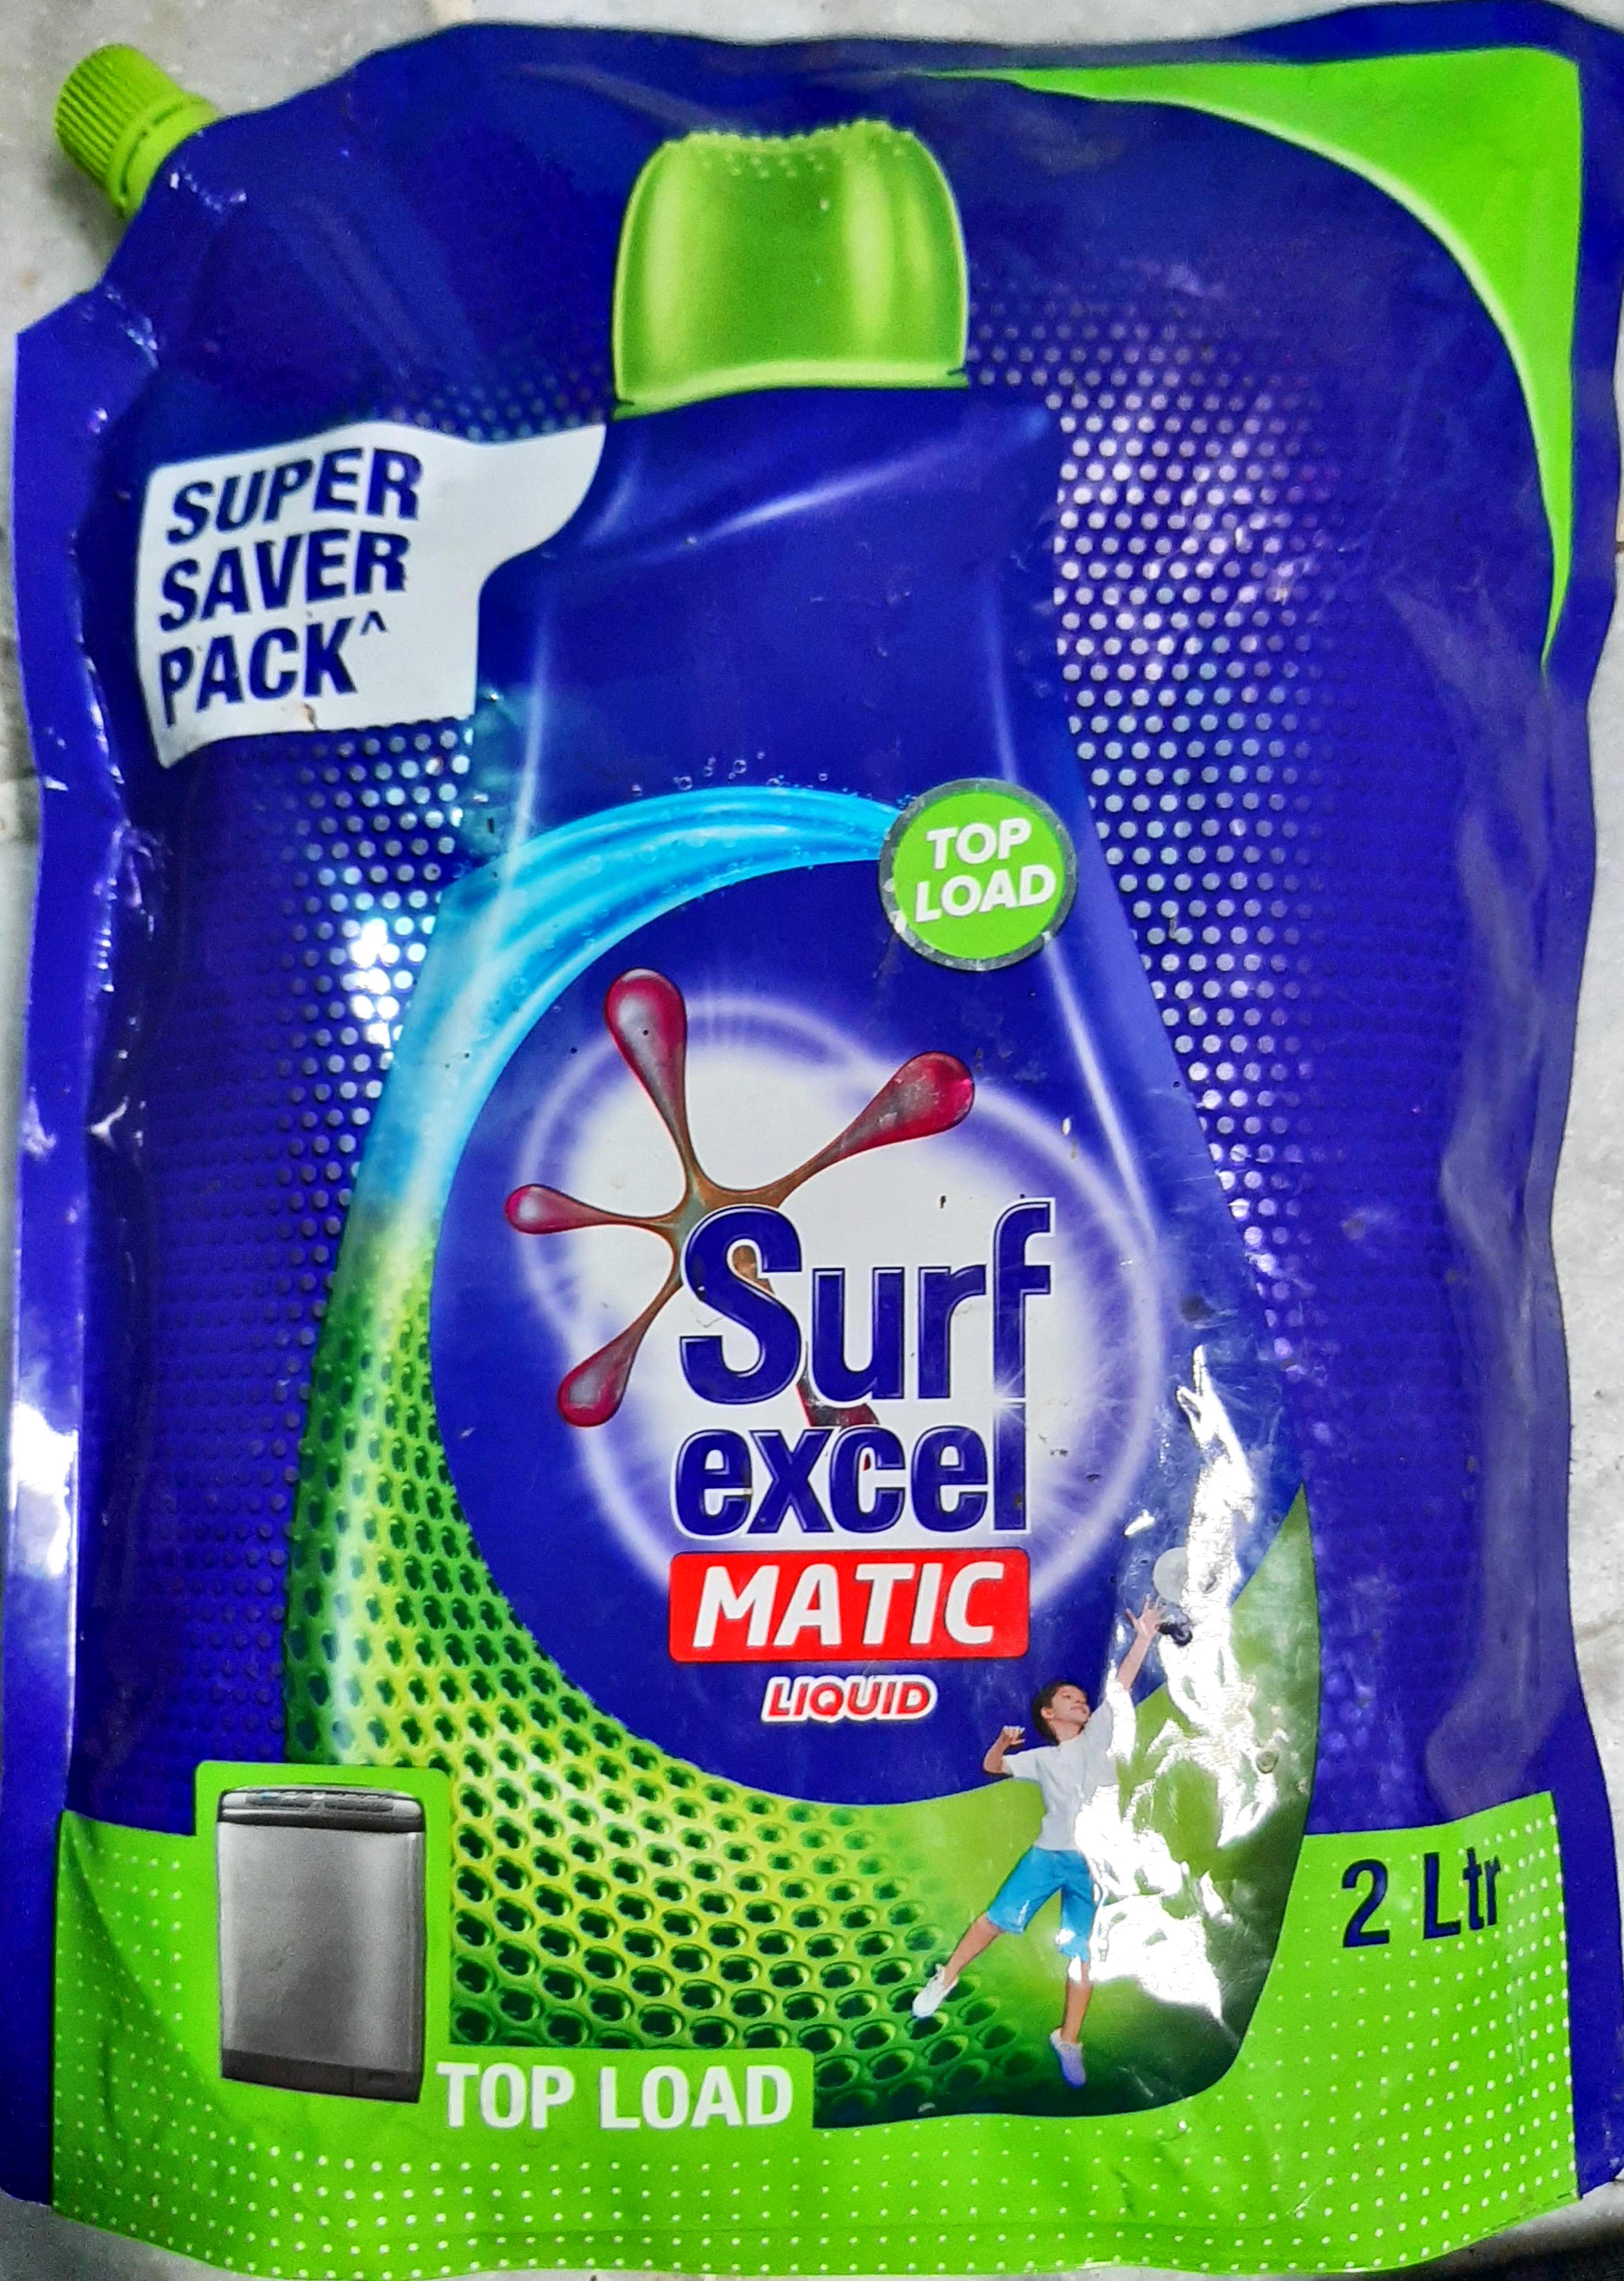 SUPER
SAVER
PACK^
TOP
LOAD
Surf
excel
MATIC
LIQUID
2 Ltr
TOP LOAD